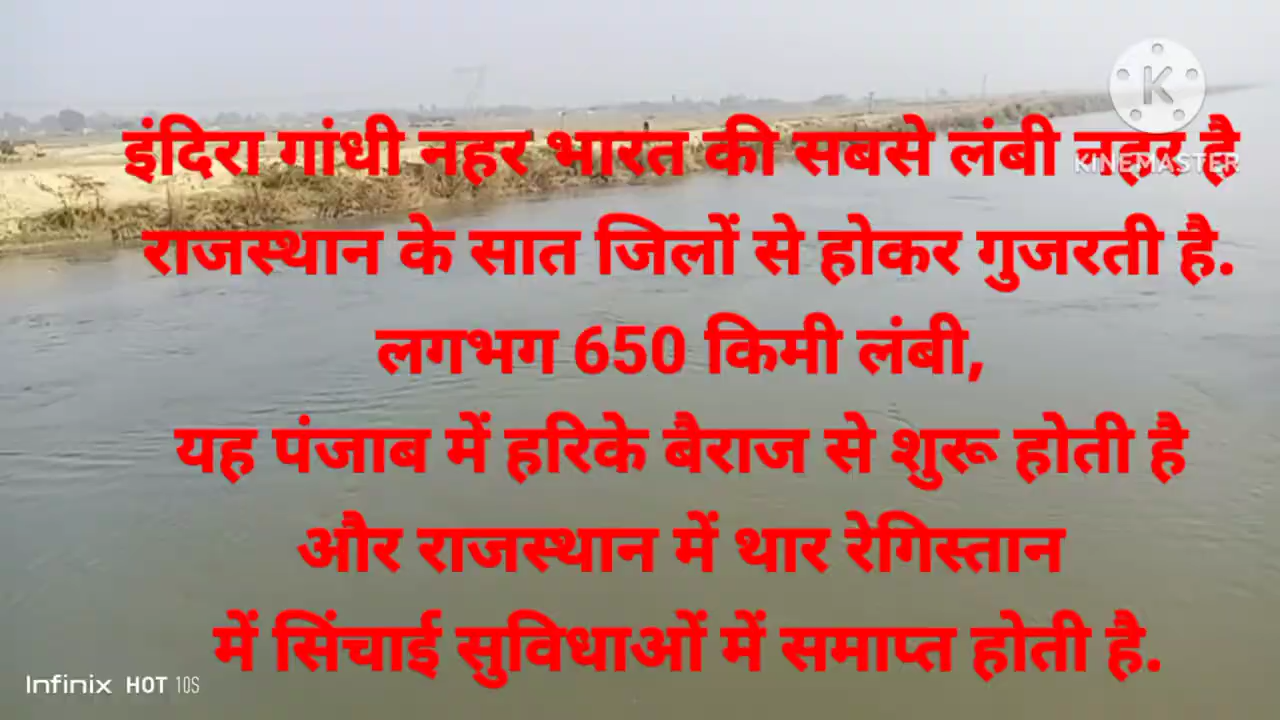 इंदिरा गांधी नहर भारत की सबसे लंबी नहर है
KINEMASTER
राजस्थान के सात जिलों से होकर गुजरती है.
लगभग 650 किमी लंबी,
यह पंजाब में हरिके बैराज से शुरू होती है
और राजस्थान में थार रेगिस्तान
में सिंचाई सुविधाओं में समाप्त होती है.
Infinix HOT 10S